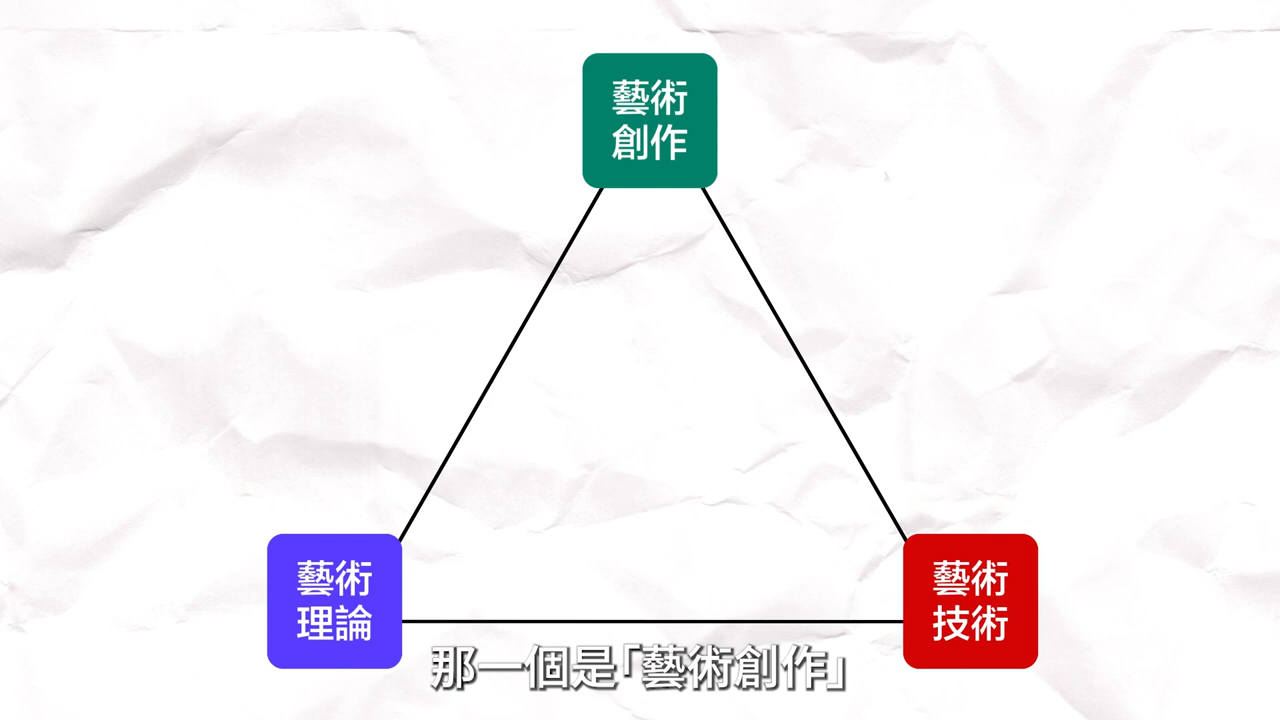 藝術
創作
藝術
理論
藝術
技術
那一個是「藝術創作」